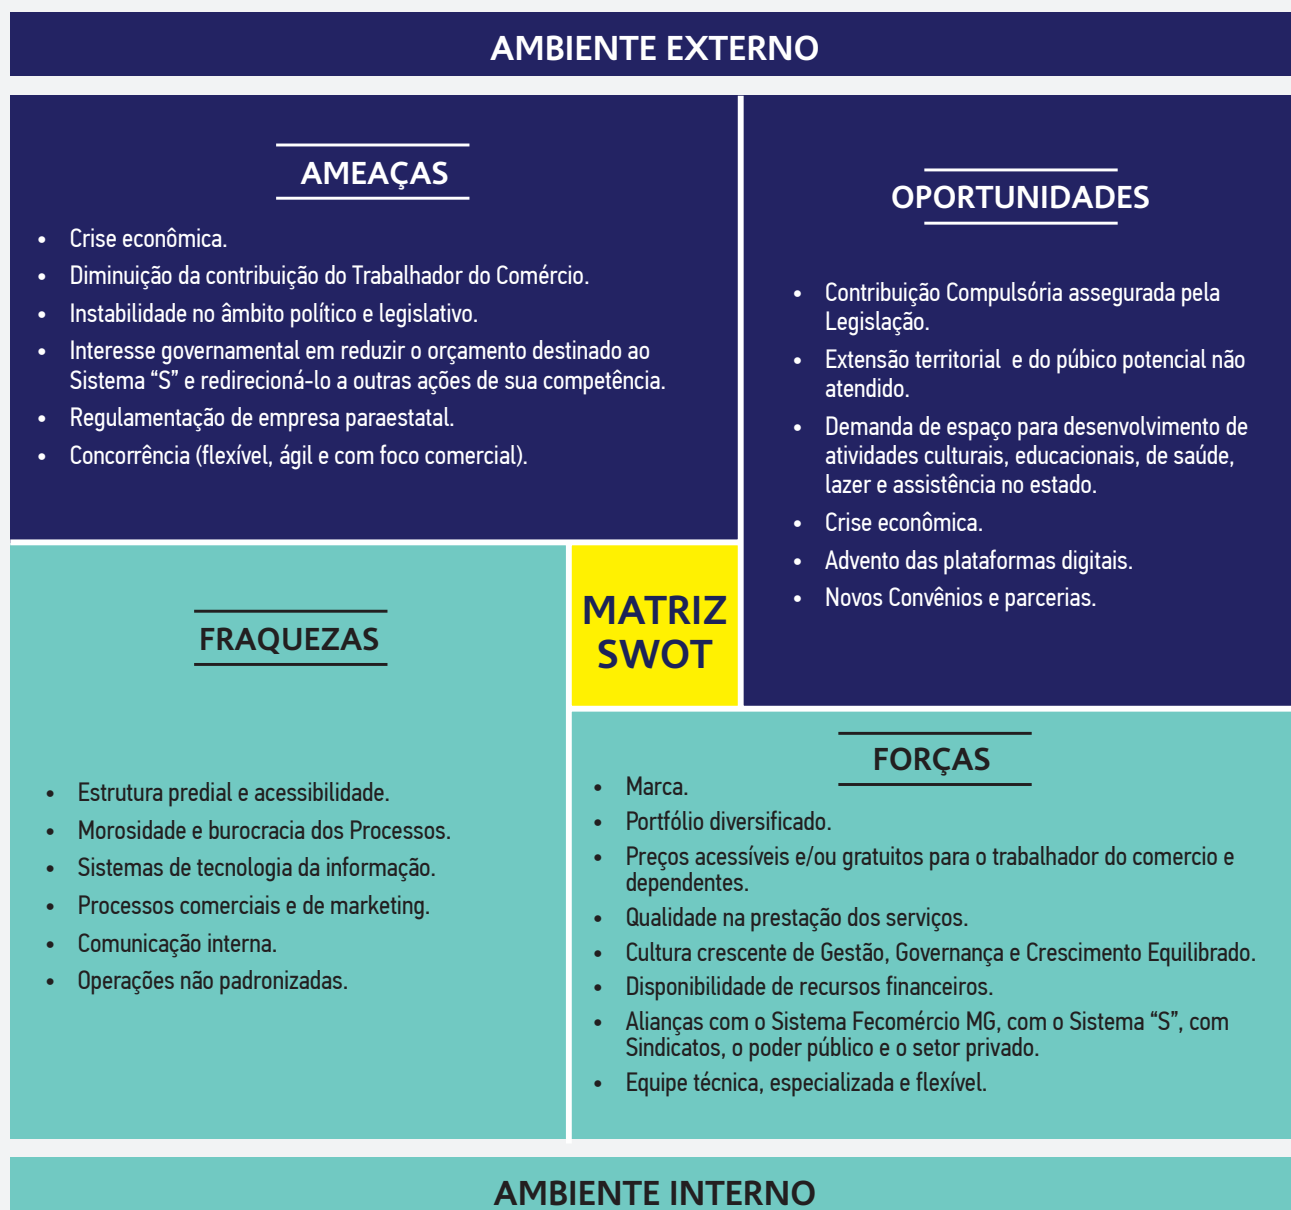 AMBIENTE EXTERNO
AMEAÇAS
• Crise econômica.
• Diminuição da contribuição do Trabalhador do Comércio.
• Instabilidade no âmbito político e legislativo.
• Interesse governamental em reduzir o orçamento destinado ao
Sistema “S” e redirecioná-lo a outras ações de sua competência.
• Regulamentação de empresa paraestatal.
• Concorrência (flexível, ágil e com foco comercial).
OPORTUNIDADES
• Contribuição Compulsória assegurada pela
Legislação.
• Extensão territorial e do púbico potencial não
atendido.
• Demanda de espaço para desenvolvimento de
atividades culturais, educacionais, de saúde,
lazer e assistência no estado.
• Crise econômica.
• Advento das plataformas digitais.
• Novos Convênios e parcerias.
FRAQUEZAS
• Estrutura predial e acessibilidade.
• Morosidade e burocracia dos Processos.
• Sistemas de tecnologia da informação.
• Processos comerciais e de marketing.
• Comunicação interna.
• Operações não padronizadas.
MATRIZ
SWOT
FORÇAS
• Marca.
• Portfólio diversificado.
• Preços acessíveis e/ou gratuitos para o trabalhador do comercio e
dependentes.
• Qualidade na prestação dos serviços.
• Cultura crescente de Gestão, Governança e Crescimento Equilibrado.
• Disponibilidade de recursos financeiros.
• Alianças com o Sistema Fecomércio MG, com o Sistema “S”, com
Sindicatos, o poder público e o setor privado.
• Equipe técnica, especializada e flexível.
AMBIENTE INTERNO